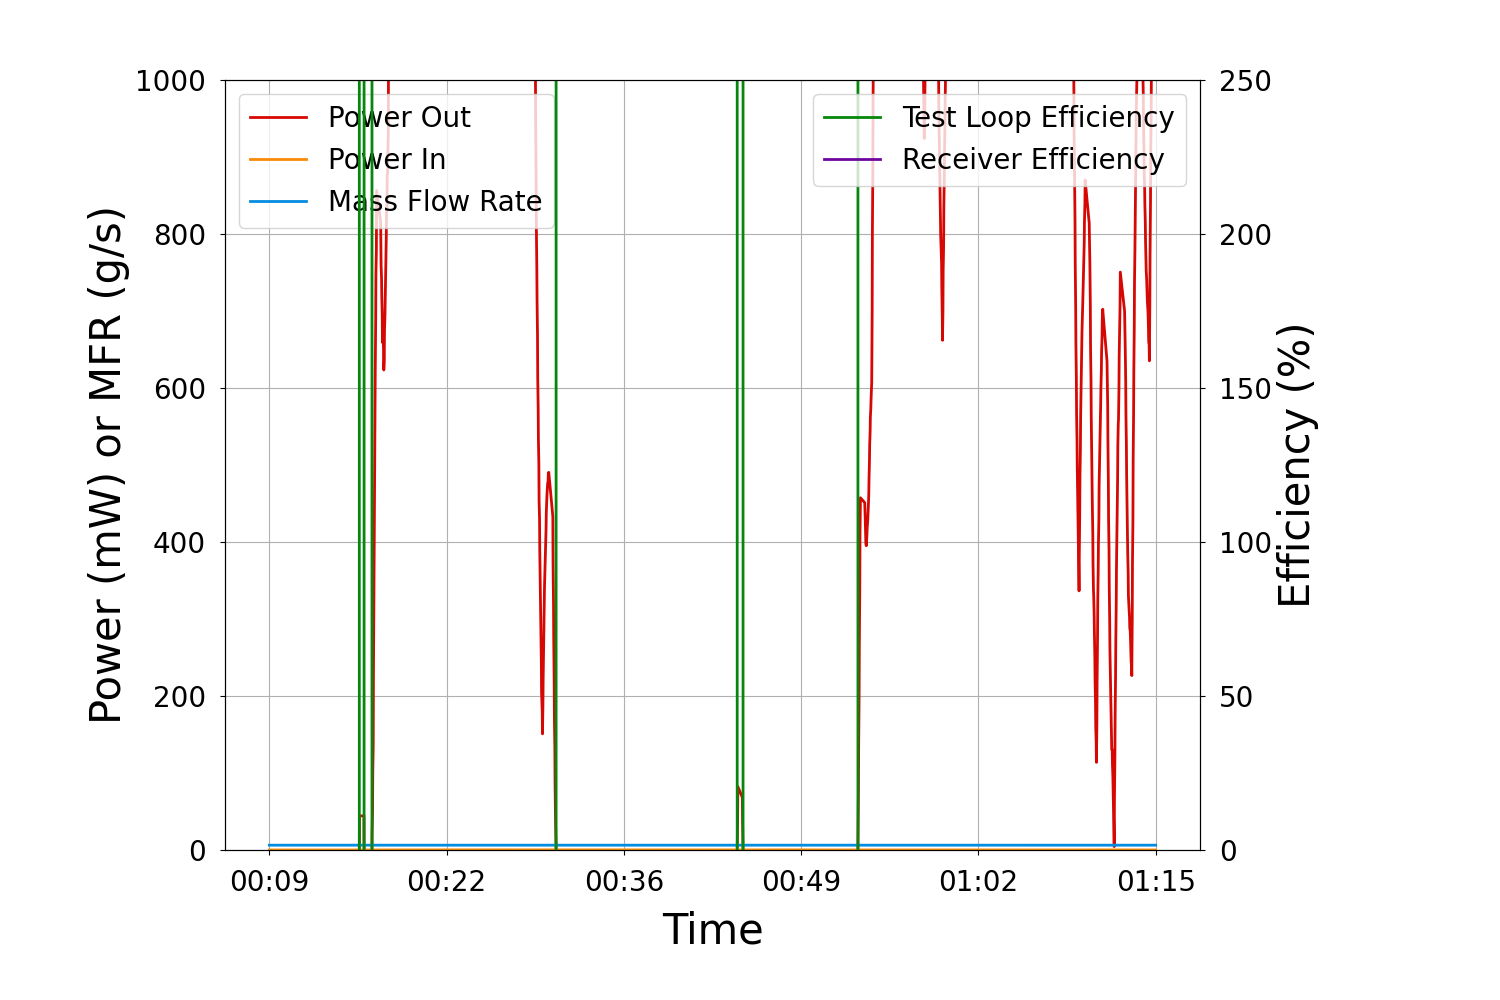 1000
800
600
400
200
0
Power (mW) or MFR (g/s)
Power Out
Power In
Mass Flow Rate
Test Loop Efficiency
Receiver Efficiency
250
200
150
100
50
0
Efficiency (%)
00:09 00:22 00:36 00:49 01:02 01:15
Time